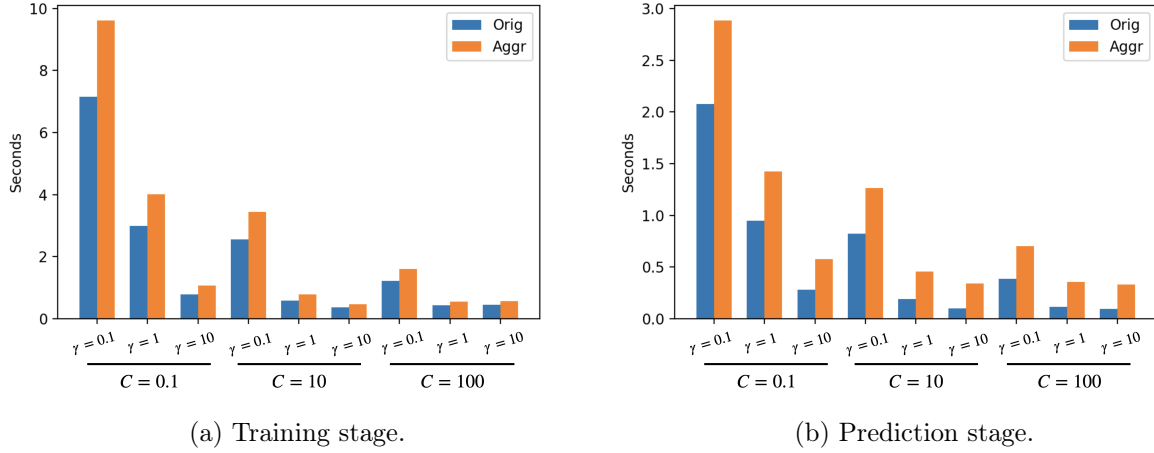 10
8
6
4
2
0
Seconds
Orig
Aggr
γ = 0.1
γ = 1
γ = 10
γ = 0.1
γ = 1
γ = 10
γ = 0.1
γ = 1
γ = 10
C = 0.1
C = 10
C = 100
(a) Training stage.
3.0
2.5
2.0
1.5
1.0
0.5
0.0
Seconds
Orig
Aggr
γ = 0.1
γ = 1
γ = 10
γ = 0.1
γ = 1
γ = 10
γ = 0.1
γ = 1
γ = 10
C = 0.1
C = 10
C = 100
(b) Prediction stage.